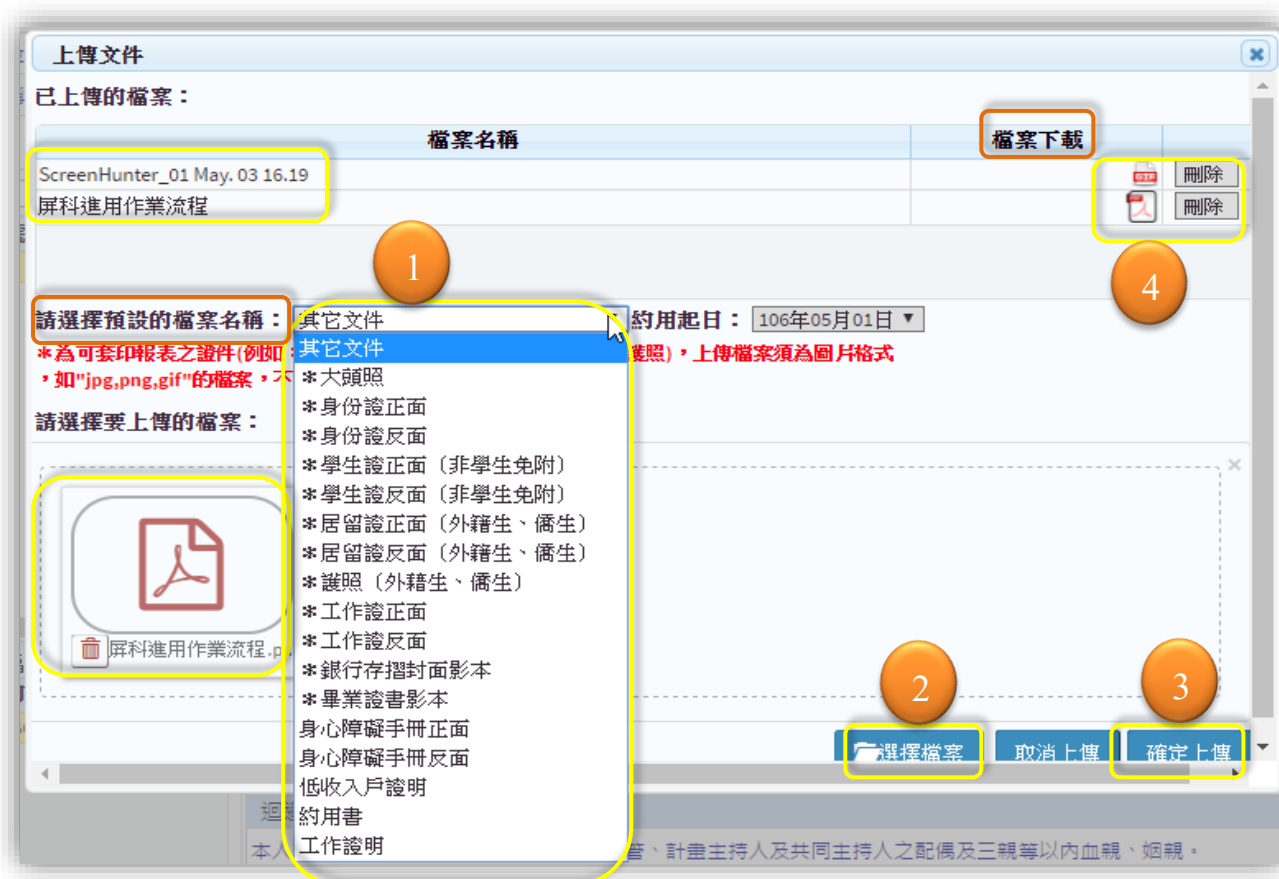 上傳文件
已上傳的檔案：
檔案名稱 檔案下載
ScreenHunter_01 May. 03 16.19 刪除
屏科進用作業流程 刪除
1
4
請選擇預設的檔案名稱： 其它文件 約用起日： 106年05月01日
＊為可套印報表之證件(例如 護照)，上傳檔案須為圖片格式
，如"jpg,png,gif"的檔案，不
請選擇要上傳的檔案：
其它文件
＊大頭照
＊身份證正面
＊身份證反面
＊學生證正面（非學生免附）
＊學生證反面（非學生免附）
＊居留證正面（外籍生、僑生）
＊居留證反面（外籍生、僑生）
＊護照（外籍生、僑生）
＊工作證正面
＊工作證反面
＊銀行存摺封面影本
＊畢業證書影本
身心障礙手冊正面
身心障礙手冊反面
低收入戶證明
約用書
工作證明
屏科進用作業流程.p
2
3
選擇檔案 取消上傳 確定上傳
迴
本人 、計畫主持人及共同主持人之配偶及三親等以內血親、姻親。